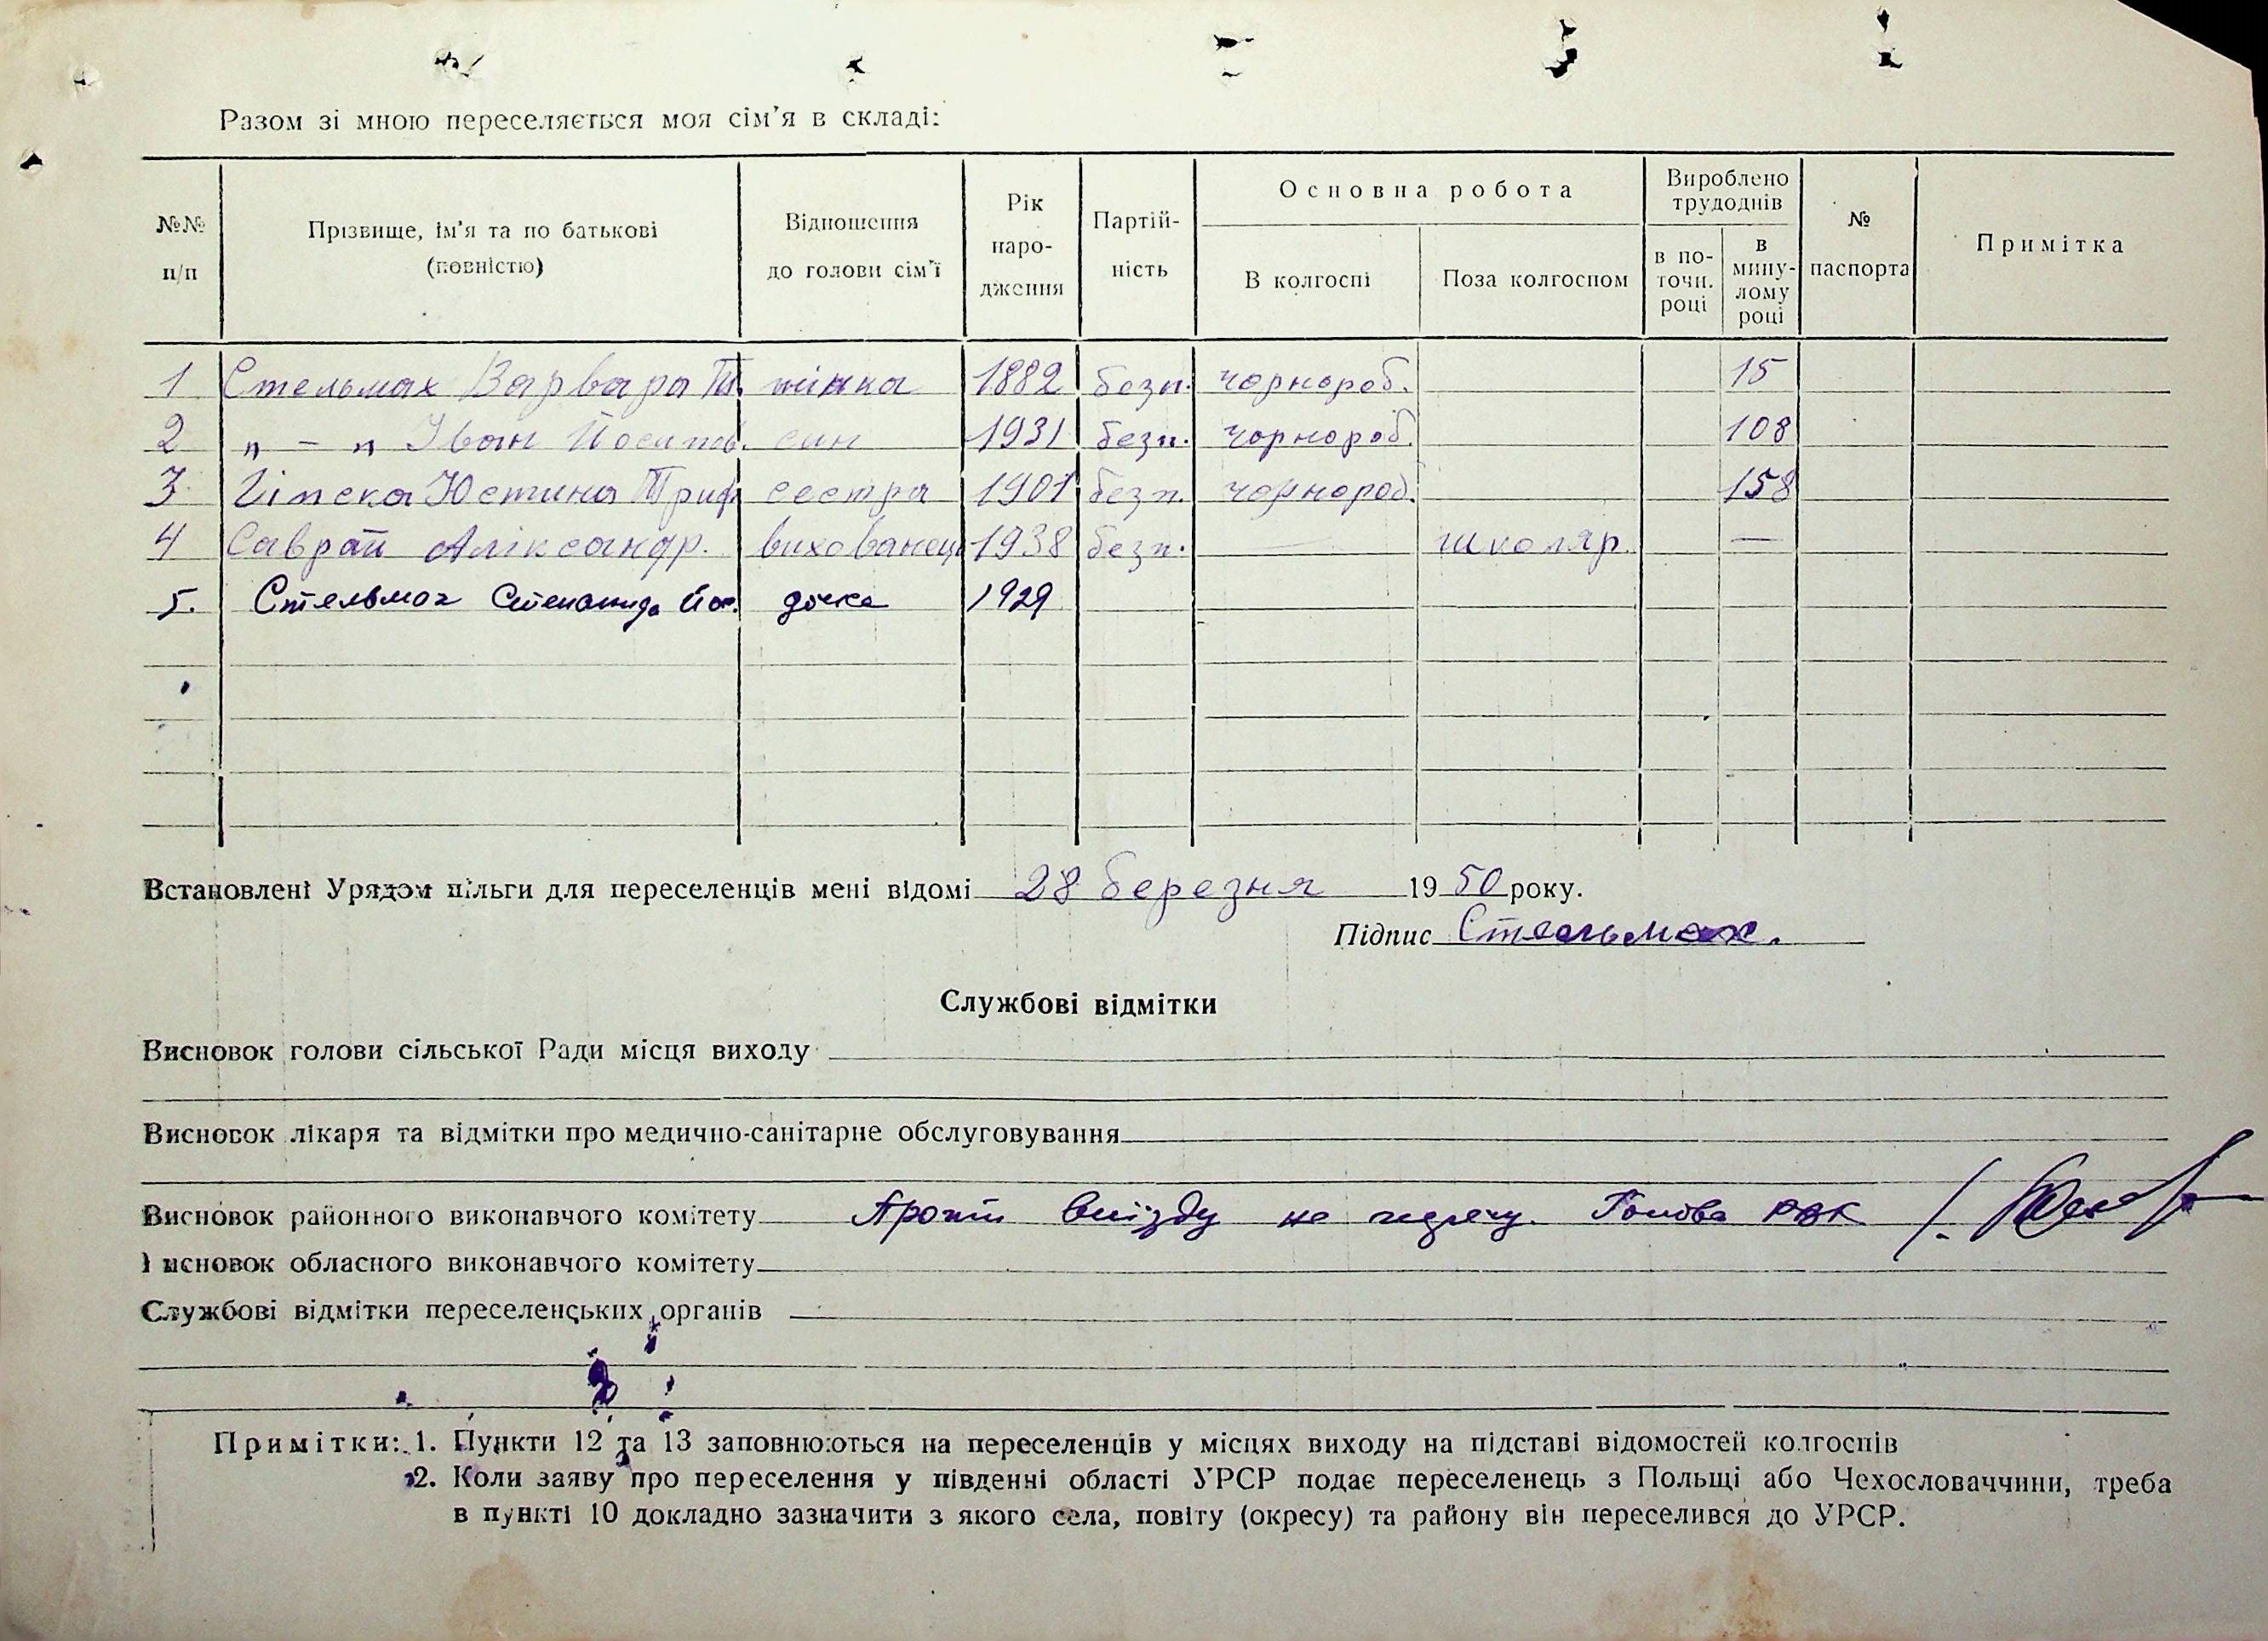 Разом зі мною переселяється моя сім'я в складі:
№№ п/п | Прізвище, ім'я та по батькові (повністю) | Відношення до голови сім'ї | Рік народження | Партійність | Основна робота | Вироблено трудоднів | № паспорта | Примітка
В колгоспі | Поза колгоспом | в поточн. році | в минулому році
1 Стельмах Варвара Т. жінка 1882 безп. чорнороб. 15
2 „ – „ Іван Йосипов. син 1931 безп. чорнороб. 108
3 Гіпска Юстина Триф сестра 1901 безп. чорнороб. 158
4 Саврай Аліксандр. вихованець 1938 безп. — школяр. —
5. Стельмах Степанида Йос. дочка 1929
Встановлені Урядом пільги для переселенців мені відомі 28 березня 1950 року.
Підпис Стельмах.
Службові відмітки
Висновок голови сільської Ради місця виходу
Висновок лікаря та відмітки про медично-санітарне обслуговування
Висновок районного виконавчого комітету Проти виїзду не заперечу. Голова РВК
Висновок обласного виконавчого комітету
Службові відмітки переселенських органів
Примітки: 1. Пункти 12 та 13 заповнюються на переселенців у місцях виходу на підставі відомостей колгоспів
2. Коли заяву про переселення у південні області УРСР подає переселенець з Польщі або Чехословаччини, треба
в пункті 10 докладно зазначити з якого села, повіту (окресу) та району він переселився до УРСР.